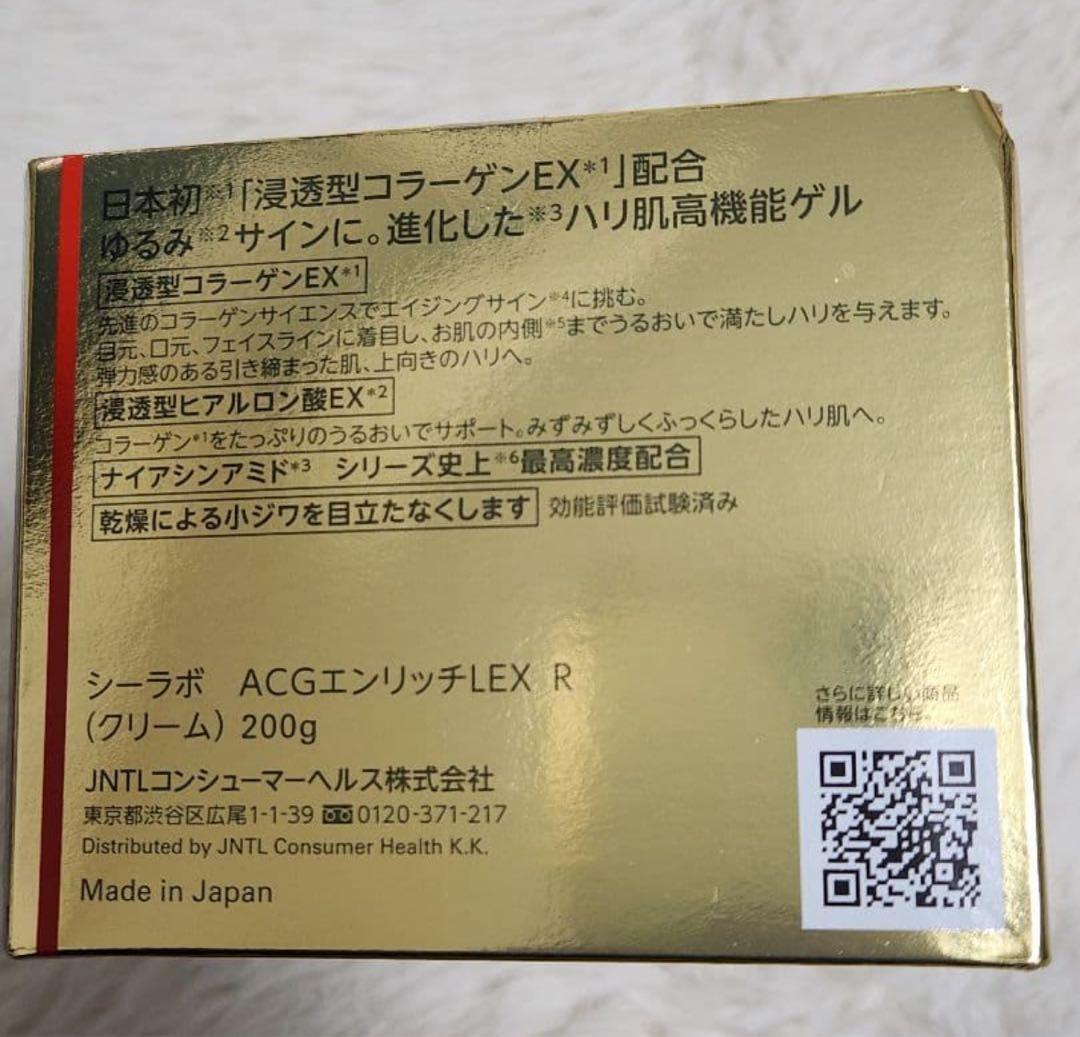 日本初※1「浸透型コラーゲンEX*1」配合
ゆるみ※2サインに。進化した※3ハリ肌高機能ゲル
浸透型コラーゲンEX*1
先進のコラーゲンサイエンスでエイジングサイン※4に挑む。
目元、口元、フェイスラインに着目し、お肌の内側※5までうるおいで満たしハリを与えます。
弾力感のある引き締まった肌、上向きのハリへ。
浸透型ヒアルロン酸EX*2
コラーゲン*1をたっぷりのうるおいでサポート。みずみずしくふっくらしたハリ肌へ。
ナイアシンアミド*3 シリーズ史上※6最高濃度配合
乾燥による小ジワを目立たなくします 効能評価試験済み
シーラボ ACGエンリッチLEX R
(クリーム) 200g
さらに詳しい商品
情報はこちら。
JNTLコンシューマーヘルス株式会社
東京都渋谷区広尾1-1-39 0120-371-217
Distributed by JNTL Consumer Health K.K.
Made in Japan